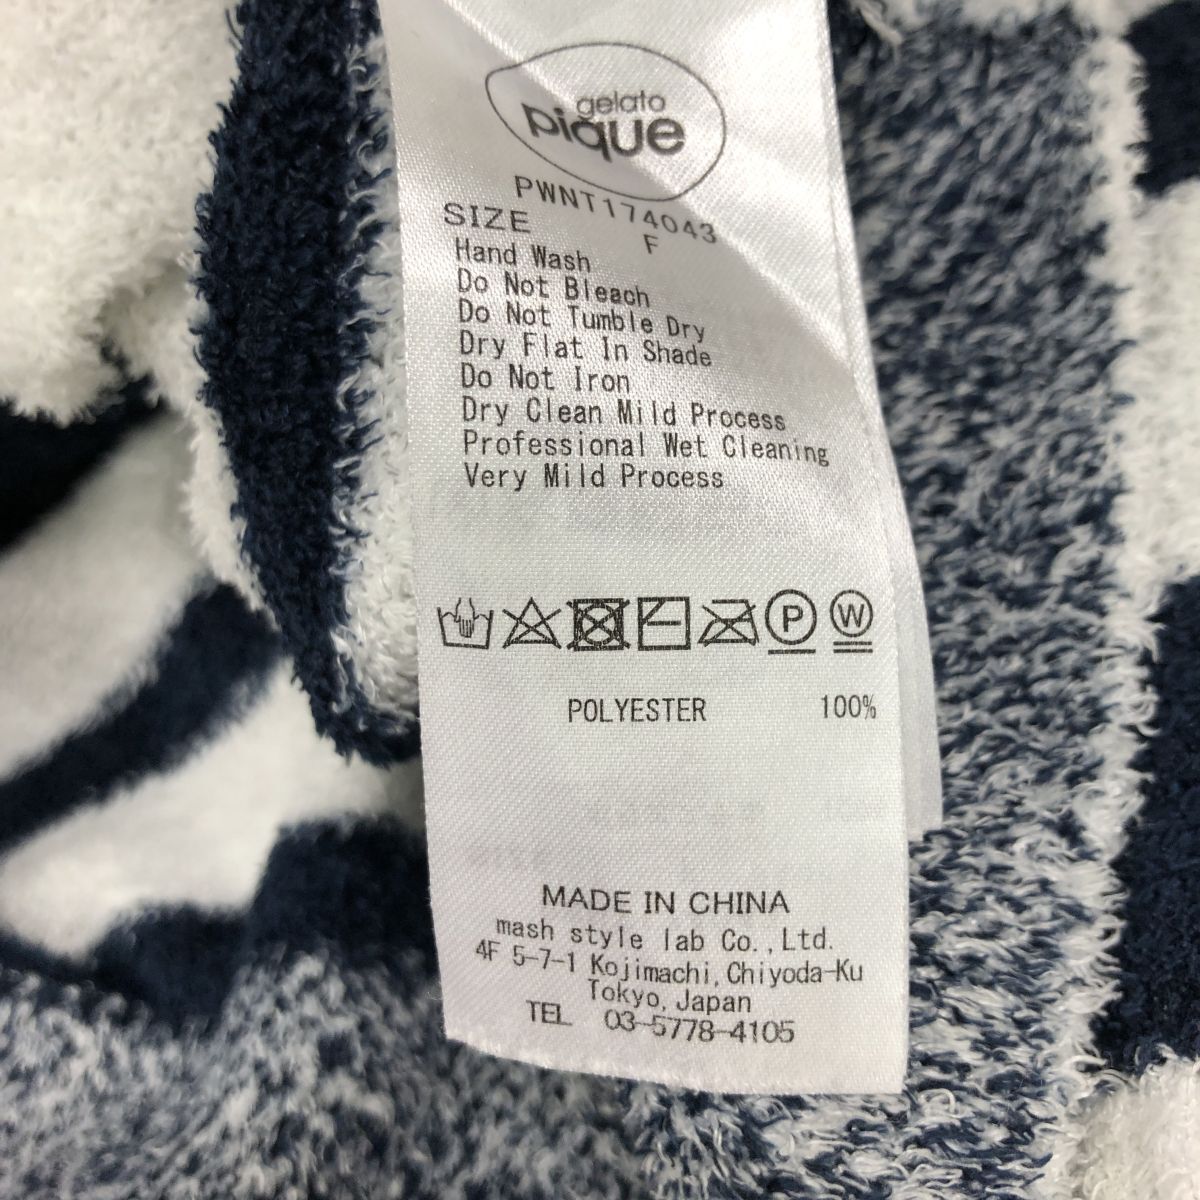 gelato
pique
PWNT174043
SIZE F
Hand Wash
Do Not Bleach
Do Not Tumble Dry
Dry Flat In Shade
Do Not Iron
Dry Clean Mild Process
Professional Wet Cleaning
Very Mild Process
P W
POLYESTER 100%
MADE IN CHINA
mash style lab Co.,Ltd.
4F 5-7-1 Kojimachi,Chiyoda-Ku
Tokyo,Japan
TEL 03-5778-4105